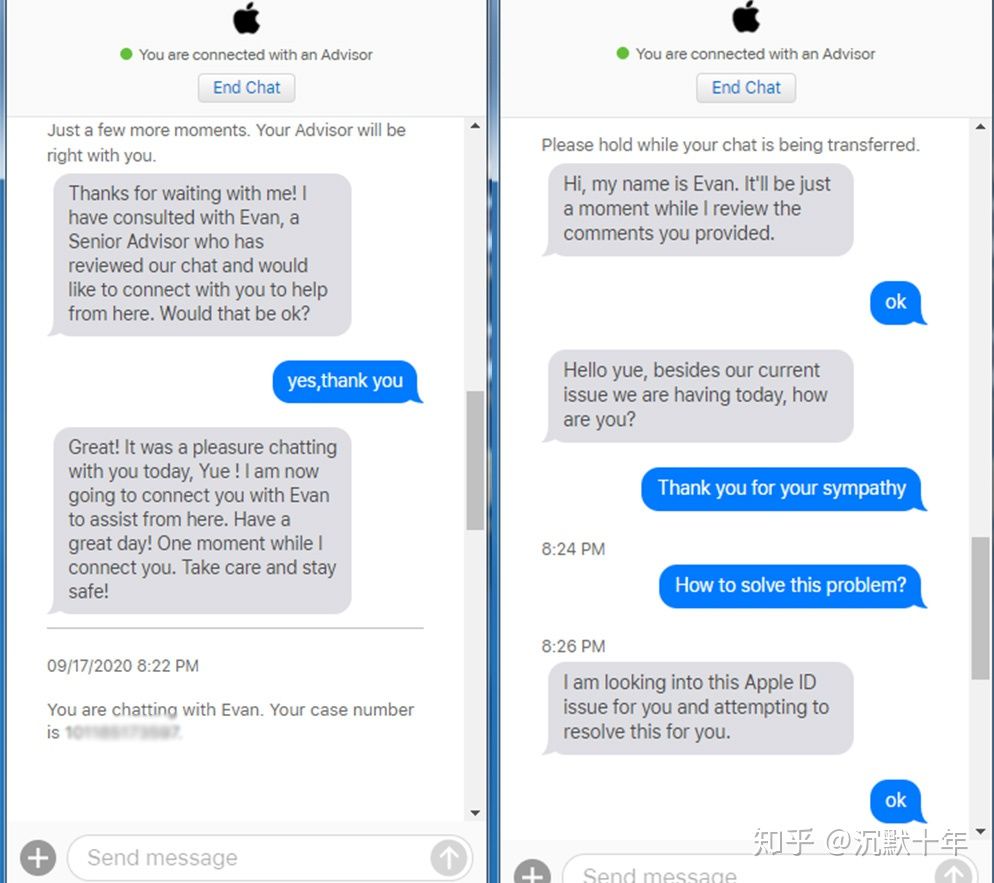 You are connected with an Advisor
End Chat
Just a few more moments. Your Advisor will be
right with you.
Thanks for waiting with me! I
have consulted with Evan, a
Senior Advisor who has
reviewed our chat and would
like to connect with you to help
from here. Would that be ok?
yes,thank you
Great! It was a pleasure chatting
with you today, Yue ! I am now
going to connect you with Evan
to assist from here. Have a
great day! One moment while I
connect you. Take care and stay
safe!
09/17/2020 8:22 PM
You are chatting with Evan. Your case number
is
Send message
You are connected with an Advisor
End Chat
Please hold while your chat is being transferred.
Hi, my name is Evan. It'll be just
a moment while I review the
comments you provided.
ok
Hello yue, besides our current
issue we are having today, how
are you?
Thank you for your sympathy
8:24 PM
How to solve this problem?
8:26 PM
I am looking into this Apple ID
issue for you and attempting to
resolve this for you.
ok
Send message
知乎 @沉默十年